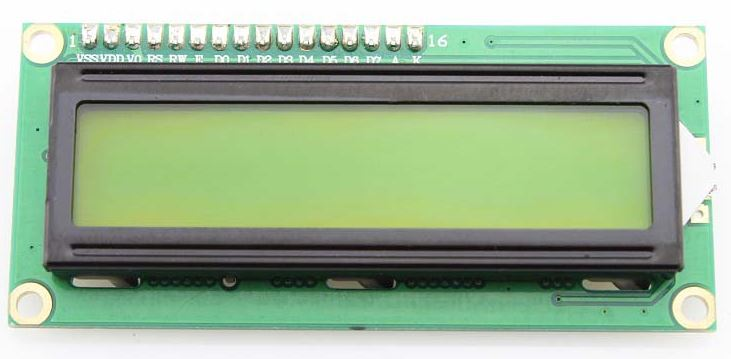 1 16
VSS VDD VO RS RW E D0 D1 D2 D3 D4 D5 D6 D7 A K